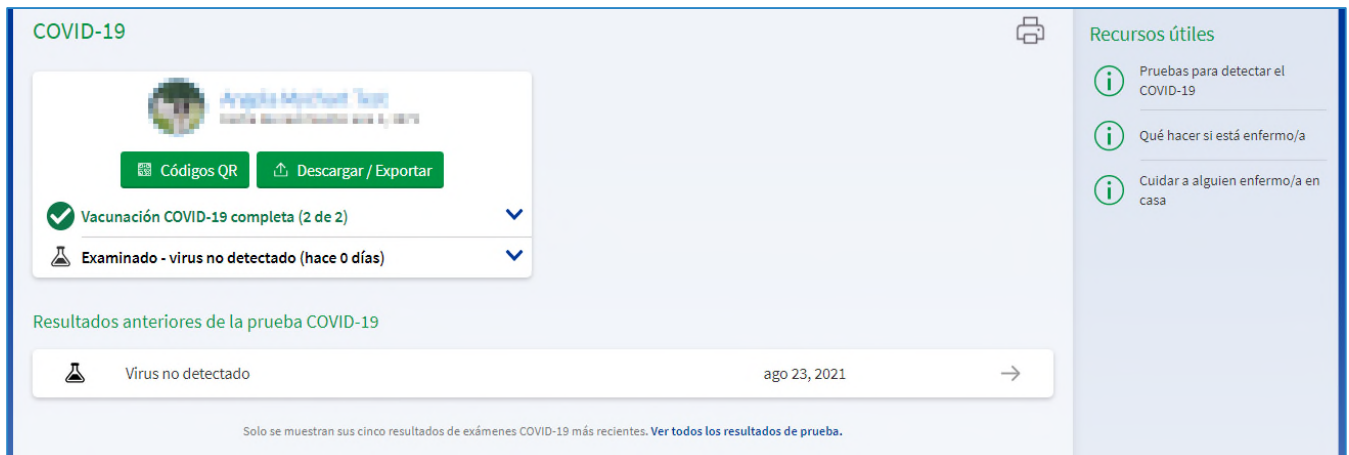 COVID-19
Códigos QR
Descargar / Exportar
Vacunación COVID-19 completa (2 de 2)
Examinado - virus no detectado (hace 0 días)
Resultados anteriores de la prueba COVID-19
Virus no detectado
ago 23, 2021
Solo se muestran sus cinco resultados de exámenes COVID-19 más recientes. Ver todos los resultados de prueba.
Recursos útiles
Pruebas para detectar el
COVID-19
Qué hacer si está enfermo/a
Cuidar a alguien enfermo/a en
casa